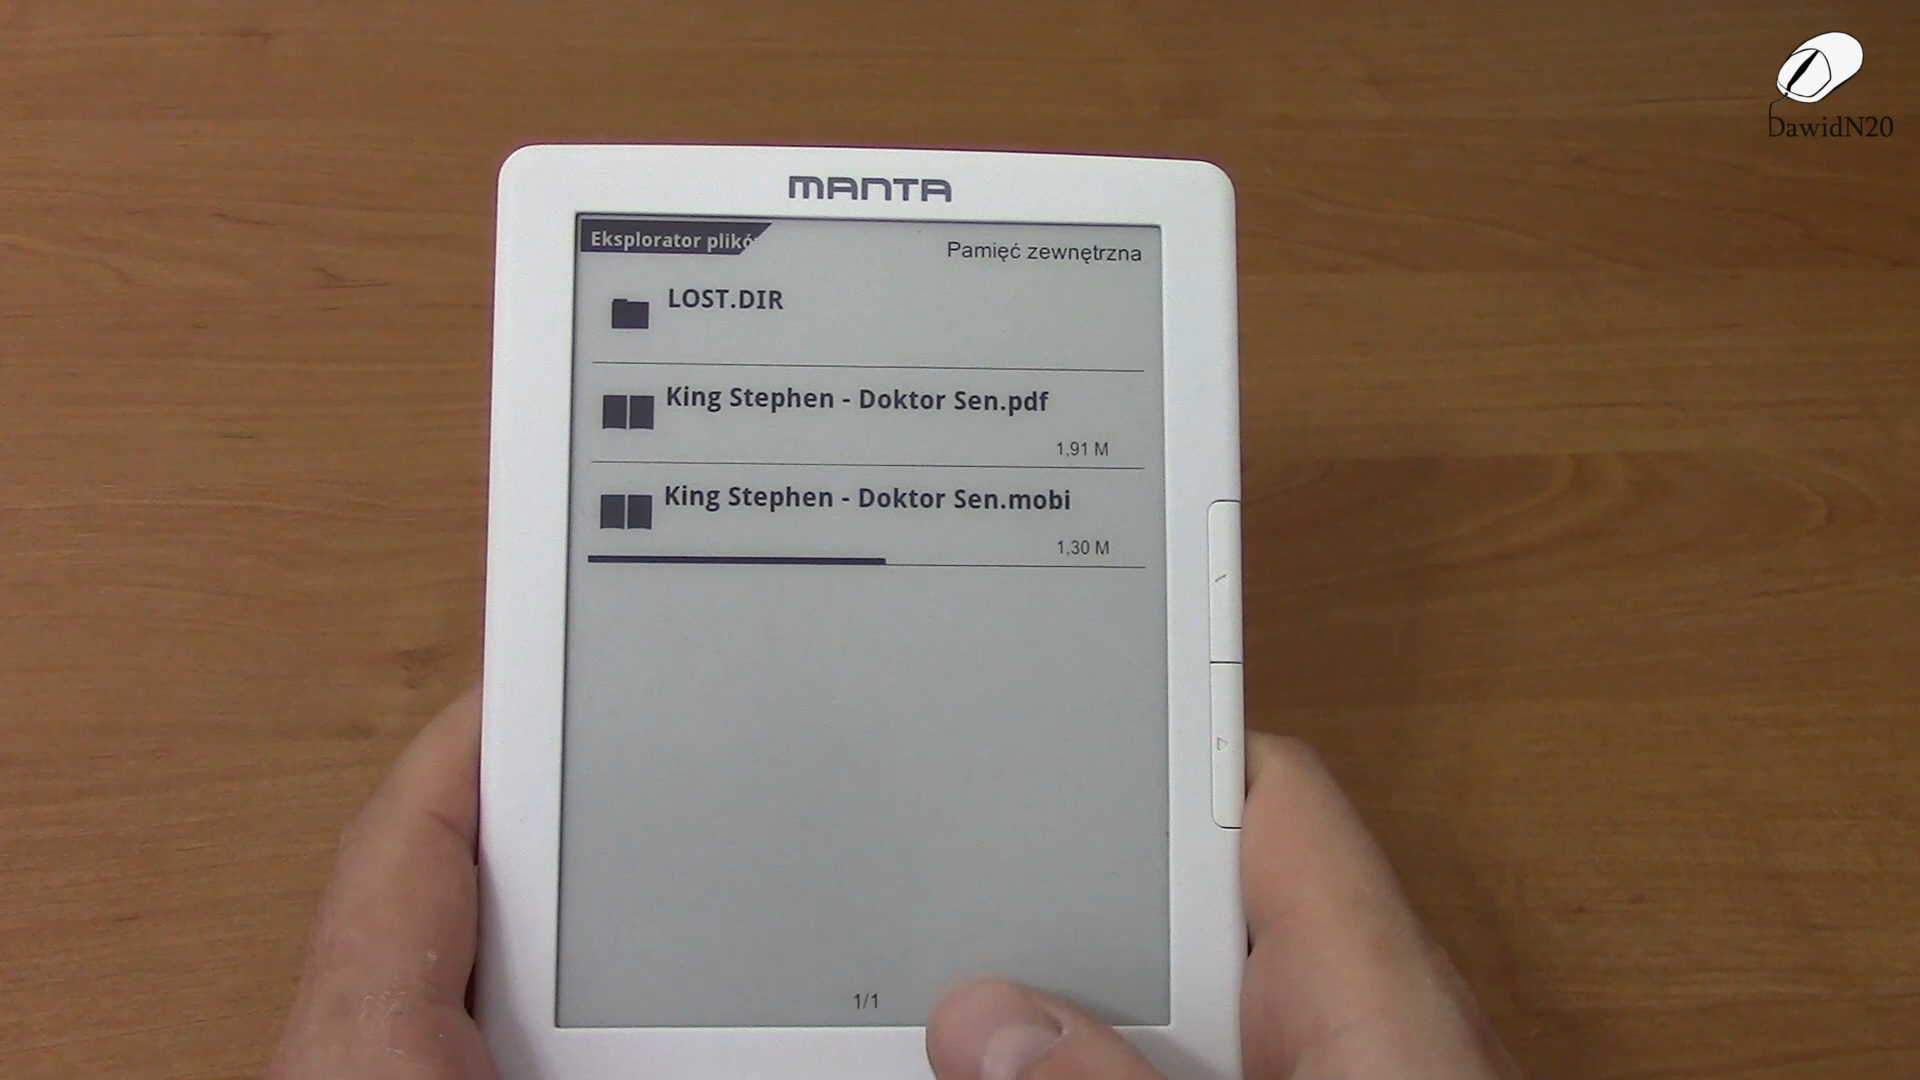 DawidN20
MANTA
Eksplorator plikó
Pamięć zewnętrzna
LOST.DIR
King Stephen - Doktor Sen.pdf
1,91 M
King Stephen - Doktor Sen.mobi
1,30 M
1/1